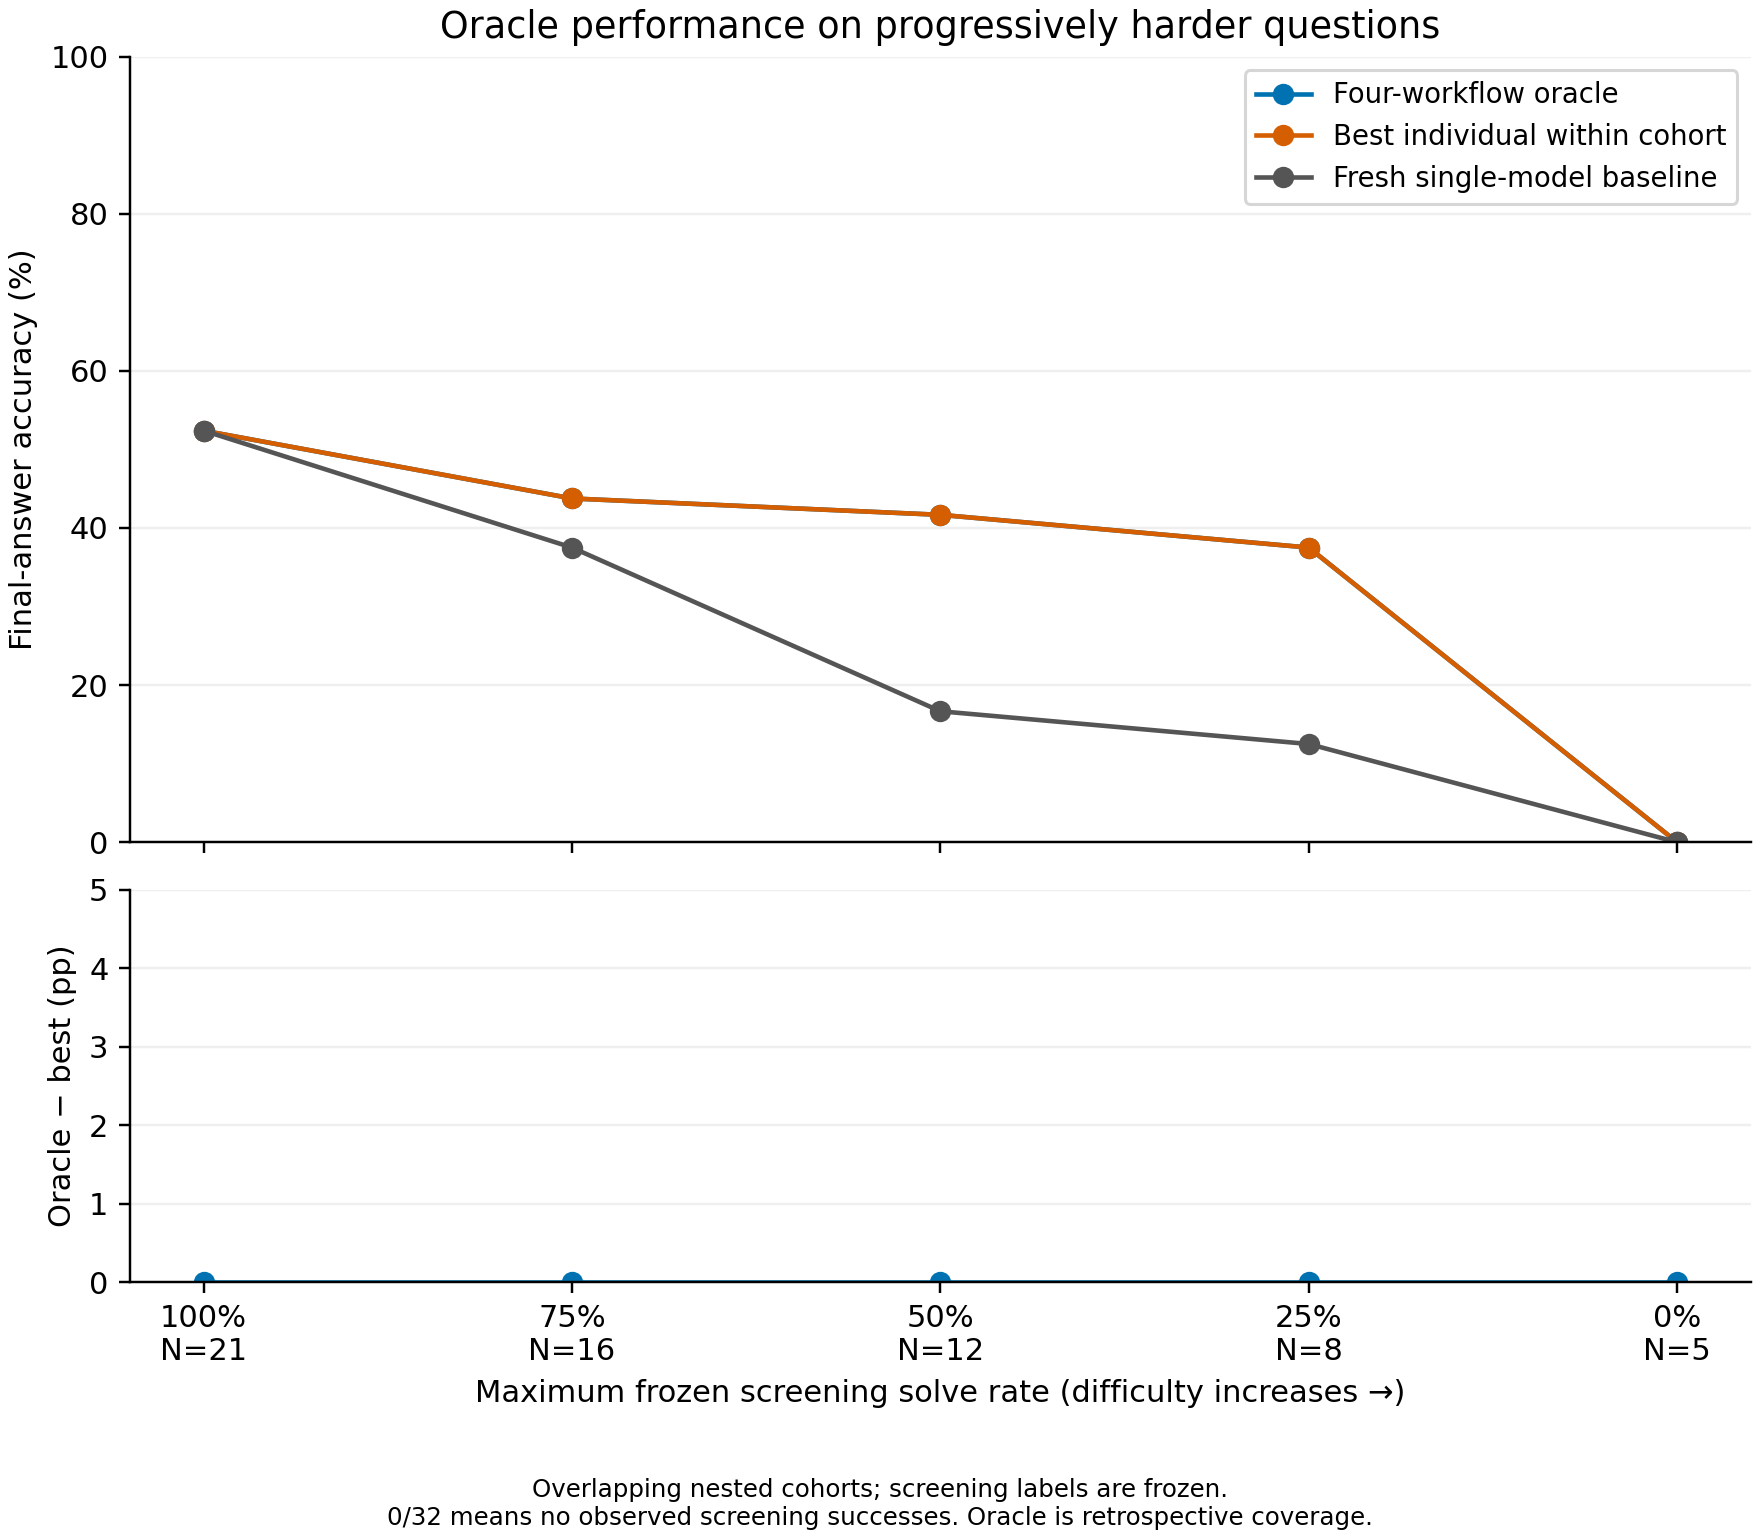 Oracle performance on progressively harder questions
100
80
60
40
20
0
Final-answer accuracy (%)
Four-workflow oracle
Best individual within cohort
Fresh single-model baseline
5
4
3
2
1
0
Oracle − best (pp)
100%
N=21
75%
N=16
50%
N=12
25%
N=8
0%
N=5
Maximum frozen screening solve rate (difficulty increases →)
Overlapping nested cohorts; screening labels are frozen.
0/32 means no observed screening successes. Oracle is retrospective coverage.